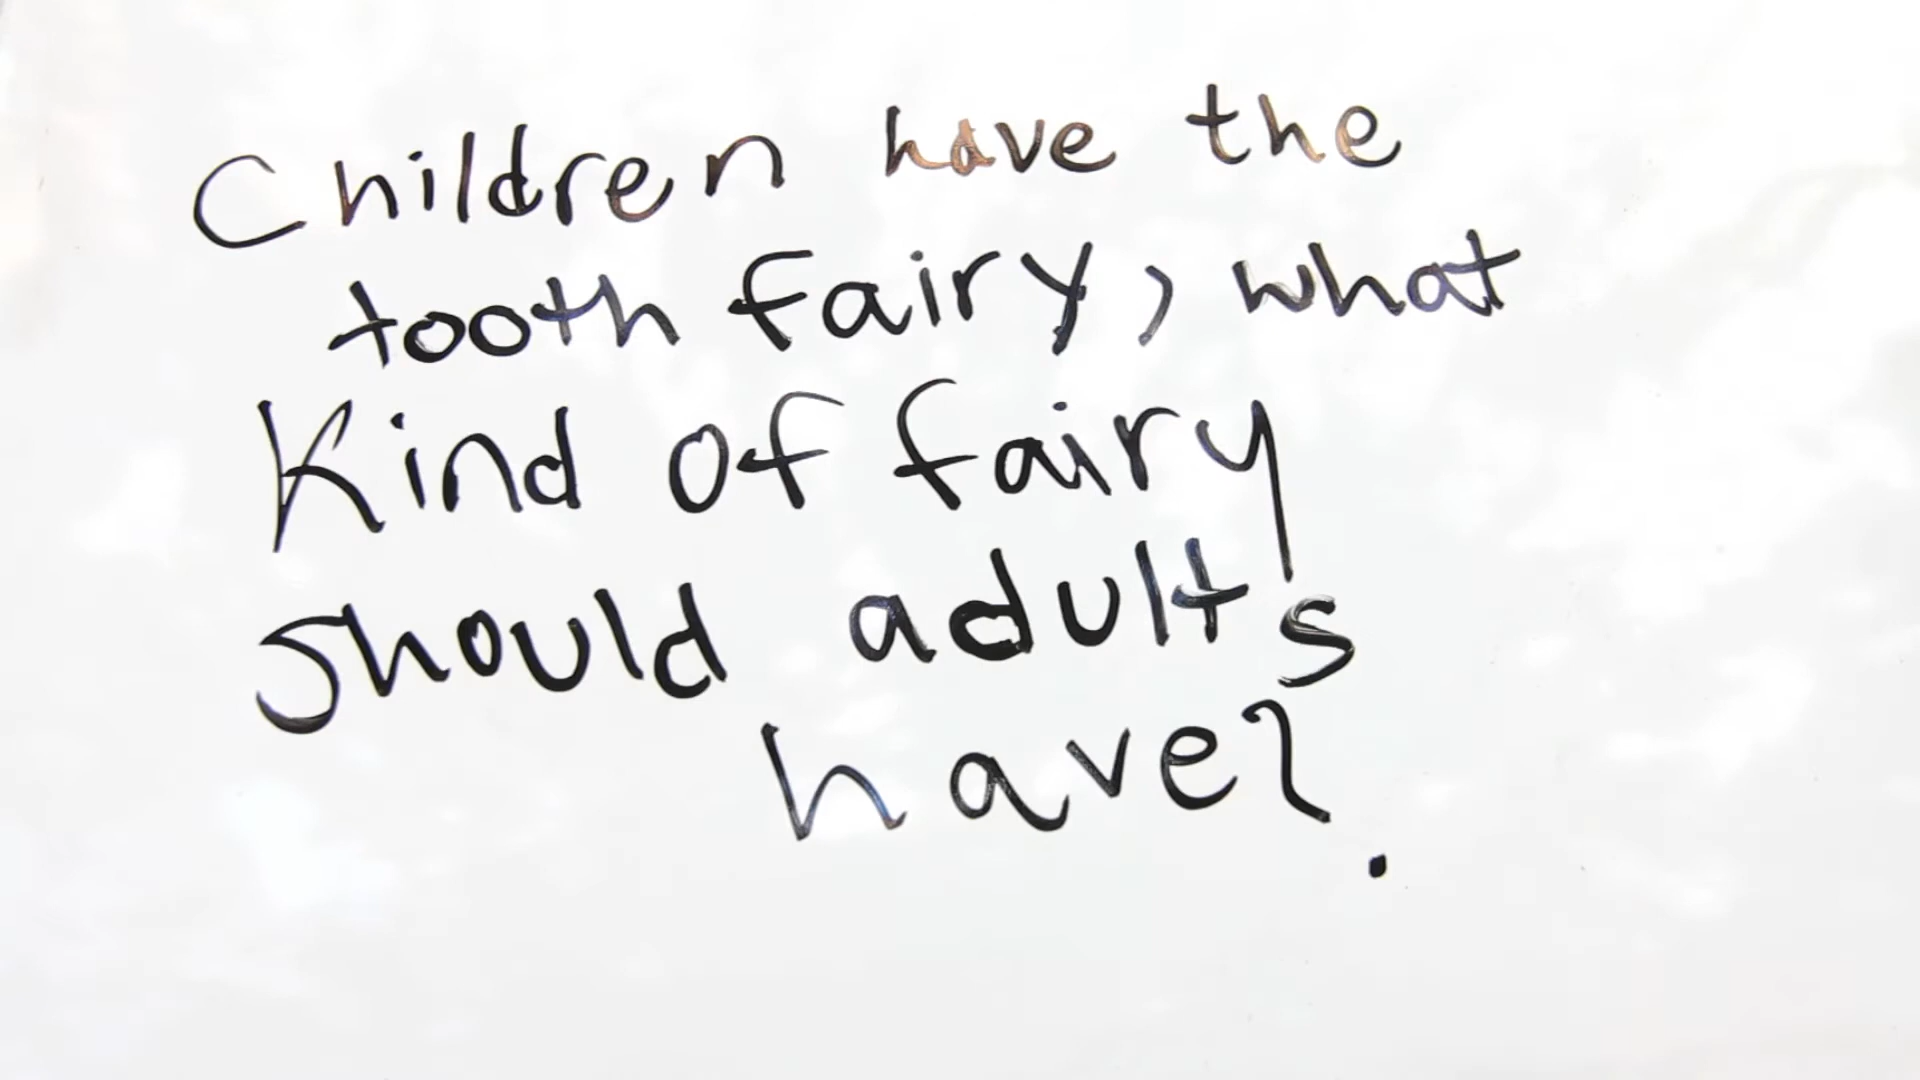 Children have the
tooth fairy, what
Kind of fairy
should adults
have?